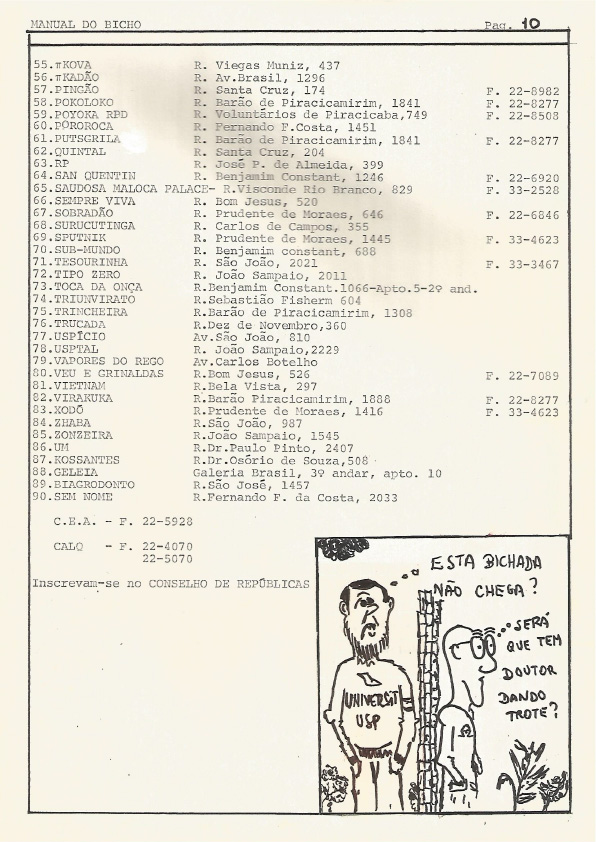 MANUAL DO BICHO Pag. 10
55.πKOVA R. Viegas Muniz, 437
56.πKADÃO R. Av.Brasil, 1296
57.PINGÃO R. Santa Cruz, 174 F. 22-8982
58.POKOLOKO R. Barão de Piracicamirim, 1841 F. 22-8277
59.POYOKA RPD R. Voluntários de Piracicaba,749 F. 22-8508
60.POROROCA R. Fernando F.Costa, 1451
61.PUTSGRILA R. Barão de Piracicamirim, 1841 F. 22-8277
62.QUINTAL R. Santa Cruz, 204
63.RP R. José P. de Almeida, 399
64.SAN QUENTIN R. Benjamim Constant, 1246 F. 22-6920
65.SAUDOSA MALOCA PALACE- R.Visconde Rio Branco, 829 F. 33-2528
66.SEMPRE VIVA R. Bom Jesus, 520
67.SOBRADÃO R. Prudente de Moraes, 646 F. 22-6846
68.SURUCUTINGA R. Carlos de Campos, 355
69.SPUTNIK R. Prudente de Moraes, 1445 F. 33-4623
70.SUB-MUNDO R. Benjamim constant, 688
71.TESOURINHA R. São João, 2021 F. 33-3467
72.TIPO ZERO R. João Sampaio, 2011
73.TOCA DA ONÇA R.Benjamim Constant.1066-Apto.5-2º and.
74.TRIUNVIRATO R.Sebastião Fisherm 604
75.TRINCHEIRA R.Barão de Piracicamirim, 1308
76.TRUCADA R.Dez de Novembro,360
77.USPÍCIO Av.São João, 810
78.USPTAL R. João Sampaio,2229
79.VAPORES DO REGO Av.Carlos Botelho
80.VEU E GRINALDAS R.Bom Jesus, 526 F. 22-7089
81.VIETNAM R.Bela Vista, 297
82.VIRAKUKA R.Barão Piracicamirim, 1888 F. 22-8277
83.XODÓ R.Prudente de Moraes, 1416 F. 33-4623
84.ZHABA R.São João, 987
85.ZONZEIRA R.João Sampaio, 1545
86.UM R.Dr.Paulo Pinto, 2407
87.KOSSANTES R.Dr.Osório de Souza,508
88.GELEIA Galeria Brasil, 3º andar, apto. 10
89.BIAGRODONTO R.São José, 1457
90.SEM NOME R.Fernando F. da Costa, 2033
C.E.A. - F. 22-5928
CALQ - F. 22-4070
22-5070
Inscrevam-se no CONSELHO DE REPÚBLICAS
ESTA BICHADA
NÃO CHEGA?
SERÁ
QUE TEM
DOUTOR
DANDO
TROTE?
UNIVERSIT
USP